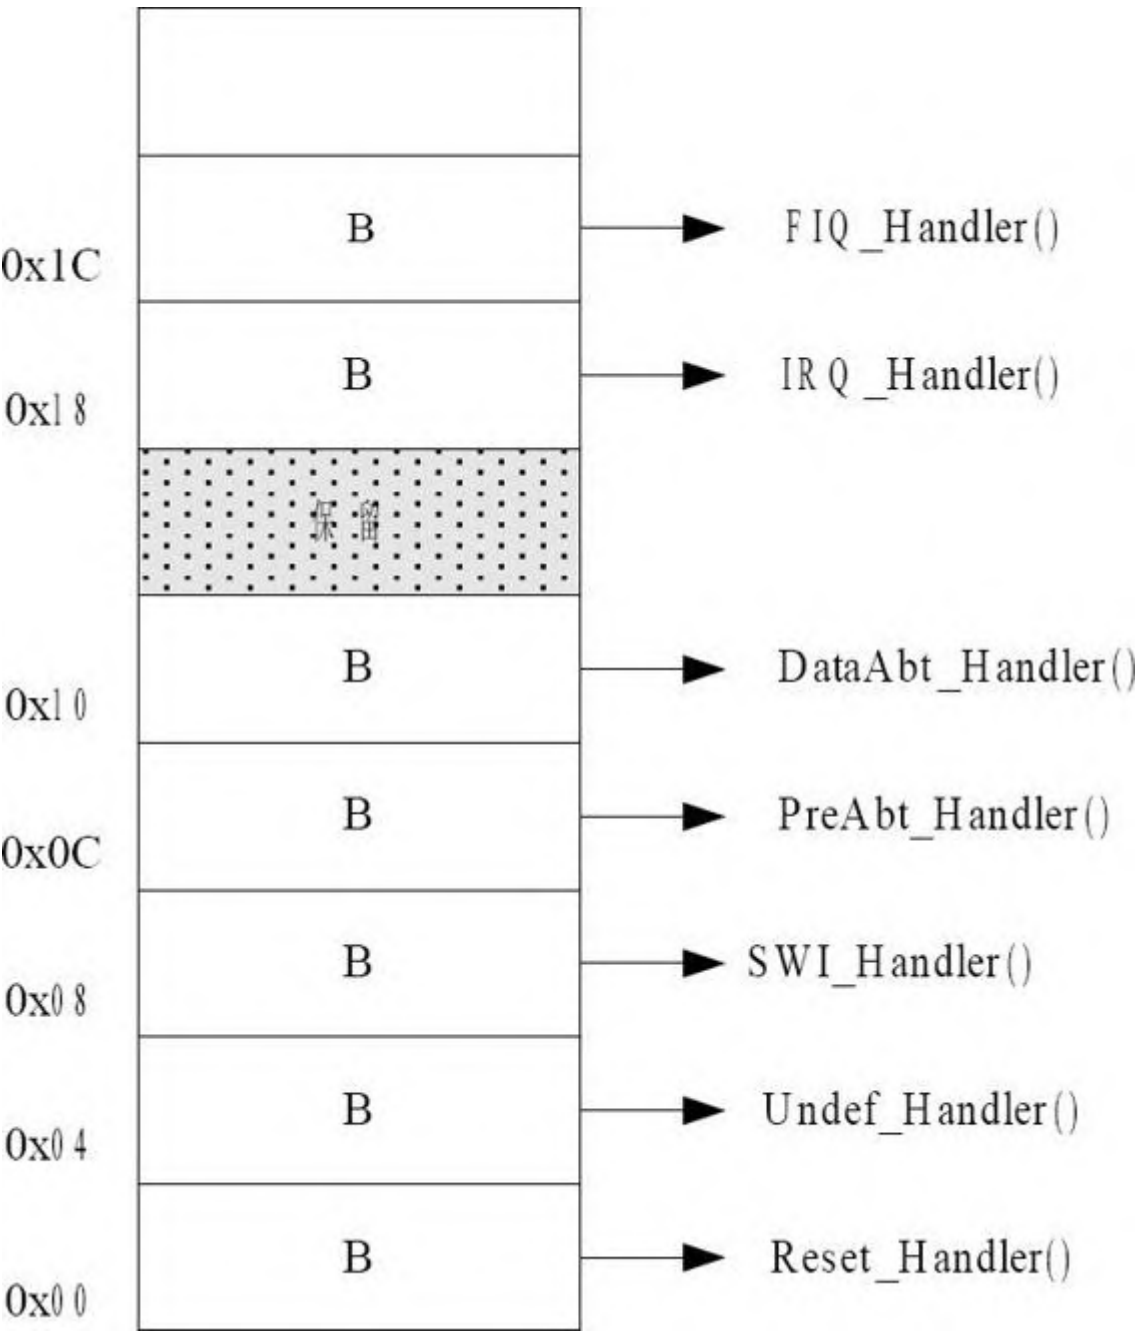 B FIQ_Handler()
0x1C
B IRQ_Handler()
0x18
保留
B DataAbt_Handler()
0x10
B PreAbt_Handler()
0x0C
B SWI_Handler()
0x08
B Undef_Handler()
0x04
B Reset_Handler()
0x00